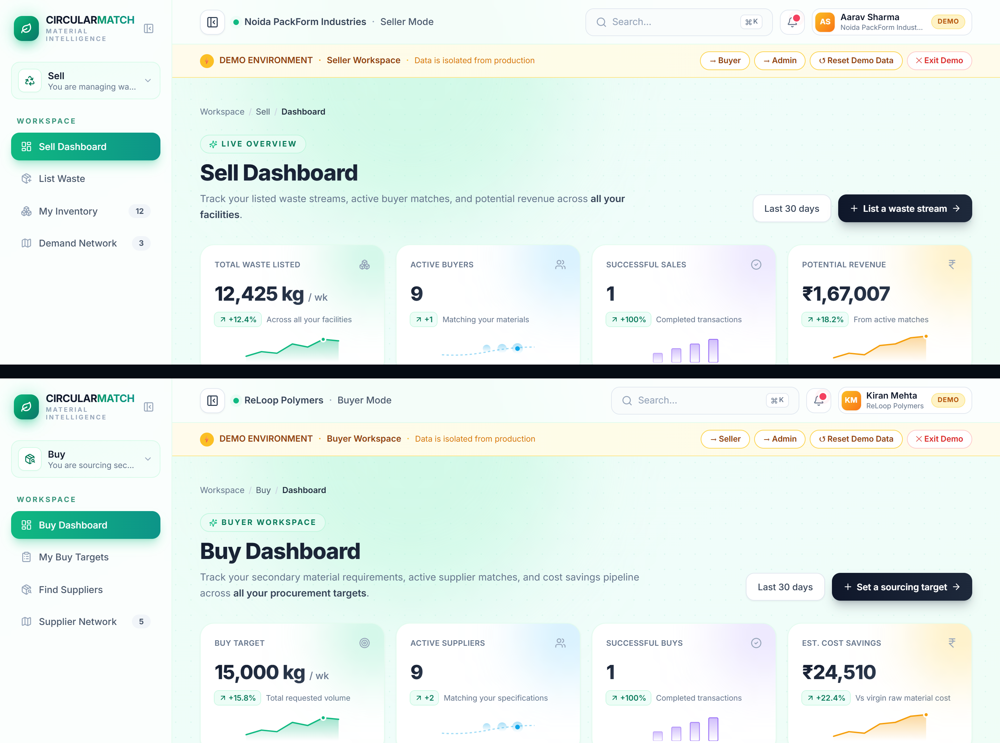 CIRCULARMATCH
MATERIAL
INTELLIGENCE
Noida PackForm Industries · Seller Mode
Search...
⌘ K
AS
Aarav Sharma
Noida PackForm Indust...
DEMO
DEMO ENVIRONMENT · Seller Workspace · Data is isolated from production
→ Buyer
→ Admin
↺ Reset Demo Data
✕ Exit Demo
Sell
You are managing wa...
WORKSPACE
Sell Dashboard
List Waste
My Inventory 12
Demand Network 3
Workspace / Sell / Dashboard
LIVE OVERVIEW
Sell Dashboard
Track your listed waste streams, active buyer matches, and potential revenue across all your
facilities.
Last 30 days
+ List a waste stream →
TOTAL WASTE LISTED
12,425 kg / wk
+12.4% Across all your facilities
ACTIVE BUYERS
9
+1 Matching your materials
SUCCESSFUL SALES
1
+100% Completed transactions
POTENTIAL REVENUE
₹1,67,007
+18.2% From active matches
CIRCULARMATCH
MATERIAL
INTELLIGENCE
ReLoop Polymers · Buyer Mode
Search...
⌘ K
KM
Kiran Mehta
ReLoop Polymers
DEMO
DEMO ENVIRONMENT · Buyer Workspace · Data is isolated from production
→ Seller
→ Admin
↺ Reset Demo Data
✕ Exit Demo
Buy
You are sourcing sec...
WORKSPACE
Buy Dashboard
My Buy Targets
Find Suppliers
Supplier Network 5
Workspace / Buy / Dashboard
BUYER WORKSPACE
Buy Dashboard
Track your secondary material requirements, active supplier matches, and cost savings pipeline
across all your procurement targets.
Last 30 days
+ Set a sourcing target →
BUY TARGET
15,000 kg / wk
+15.8% Total requested volume
ACTIVE SUPPLIERS
9
+2 Matching your specifications
SUCCESSFUL BUYS
1
+100% Completed transactions
EST. COST SAVINGS
₹24,510
+22.4% Vs virgin raw material cost